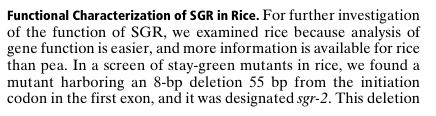 Functional Characterization of SGR in Rice. For further investigation
of the function of SGR, we examined rice because analysis of
gene function is easier, and more information is available for rice
than pea. In a screen of stay-green mutants in rice, we found a
mutant harboring an 8-bp deletion 55 bp from the initiation
codon in the first exon, and it was designated sgr-2. This deletion